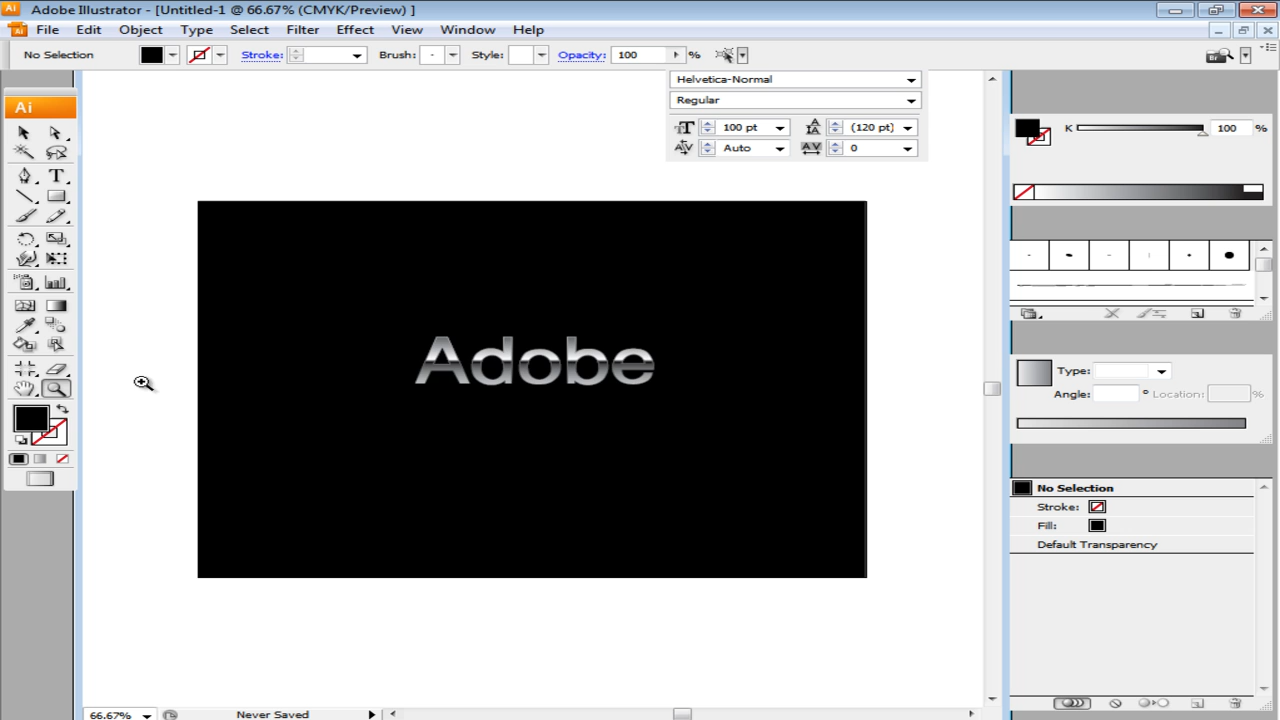 Adobe Illustrator - [Untitled-1 @ 66.67% (CMYK/Preview) ]
File Edit Object Type Select Filter Effect View Window Help
No Selection Stroke: Brush: Style: Opacity: 100 %
Ai
Helvetica-Normal
Regular
100 pt (120 pt)
Auto 0
K 100 %
Adobe
Type:
Angle: ° Location: %
No Selection
Stroke:
Fill:
Default Transparency
66.67% Never Saved